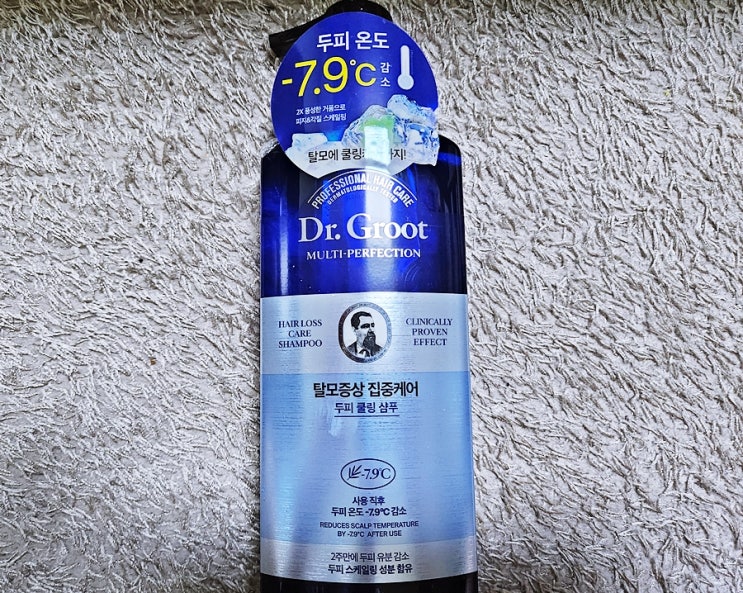 두피 온도
-7.9℃ 감소
2X 풍성한 거품으로
피지&각질 스케일링
탈모에 쿨링
지!
PROFESSIONAL HAIR CARE
DERMATOLOGICALLY TESTED
Dr. Groot
MULTI-PERFECTION
HAIR LOSS
CARE
SHAMPOO
CLINICALLY
PROVEN
EFFECT
탈모증상 집중케어
두피 쿨링 샴푸
-7.9℃
사용 직후
두피 온도 -7.9℃ 감소
REDUCES SCALP TEMPERATURE
BY -7.9℃ AFTER USE
2주만에 두피 유분 감소
두피 스케일링 성분 함유